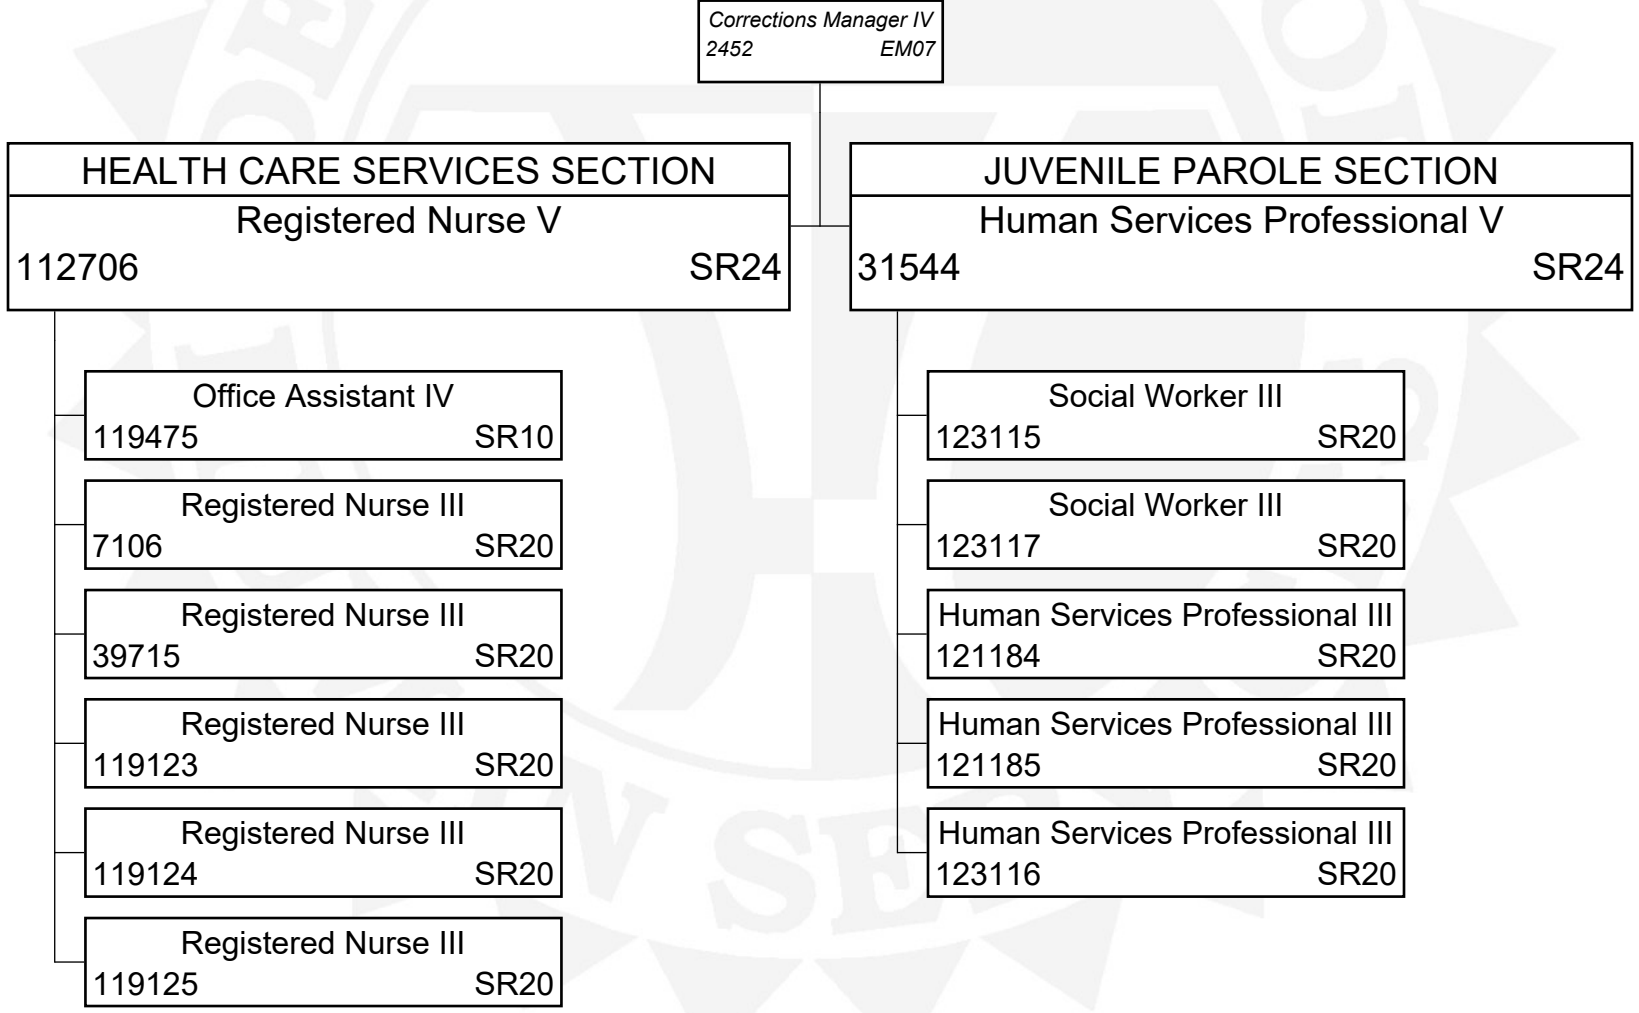 Corrections Manager IV
2452 EM07
HEALTH CARE SERVICES SECTION
Registered Nurse V
112706 SR24
Office Assistant IV
119475 SR10
Registered Nurse III
7106 SR20
Registered Nurse III
39715 SR20
Registered Nurse III
119123 SR20
Registered Nurse III
119124 SR20
Registered Nurse III
119125 SR20
JUVENILE PAROLE SECTION
Human Services Professional V
31544 SR24
Social Worker III
123115 SR20
Social Worker III
123117 SR20
Human Services Professional III
121184 SR20
Human Services Professional III
121185 SR20
Human Services Professional III
123116 SR20